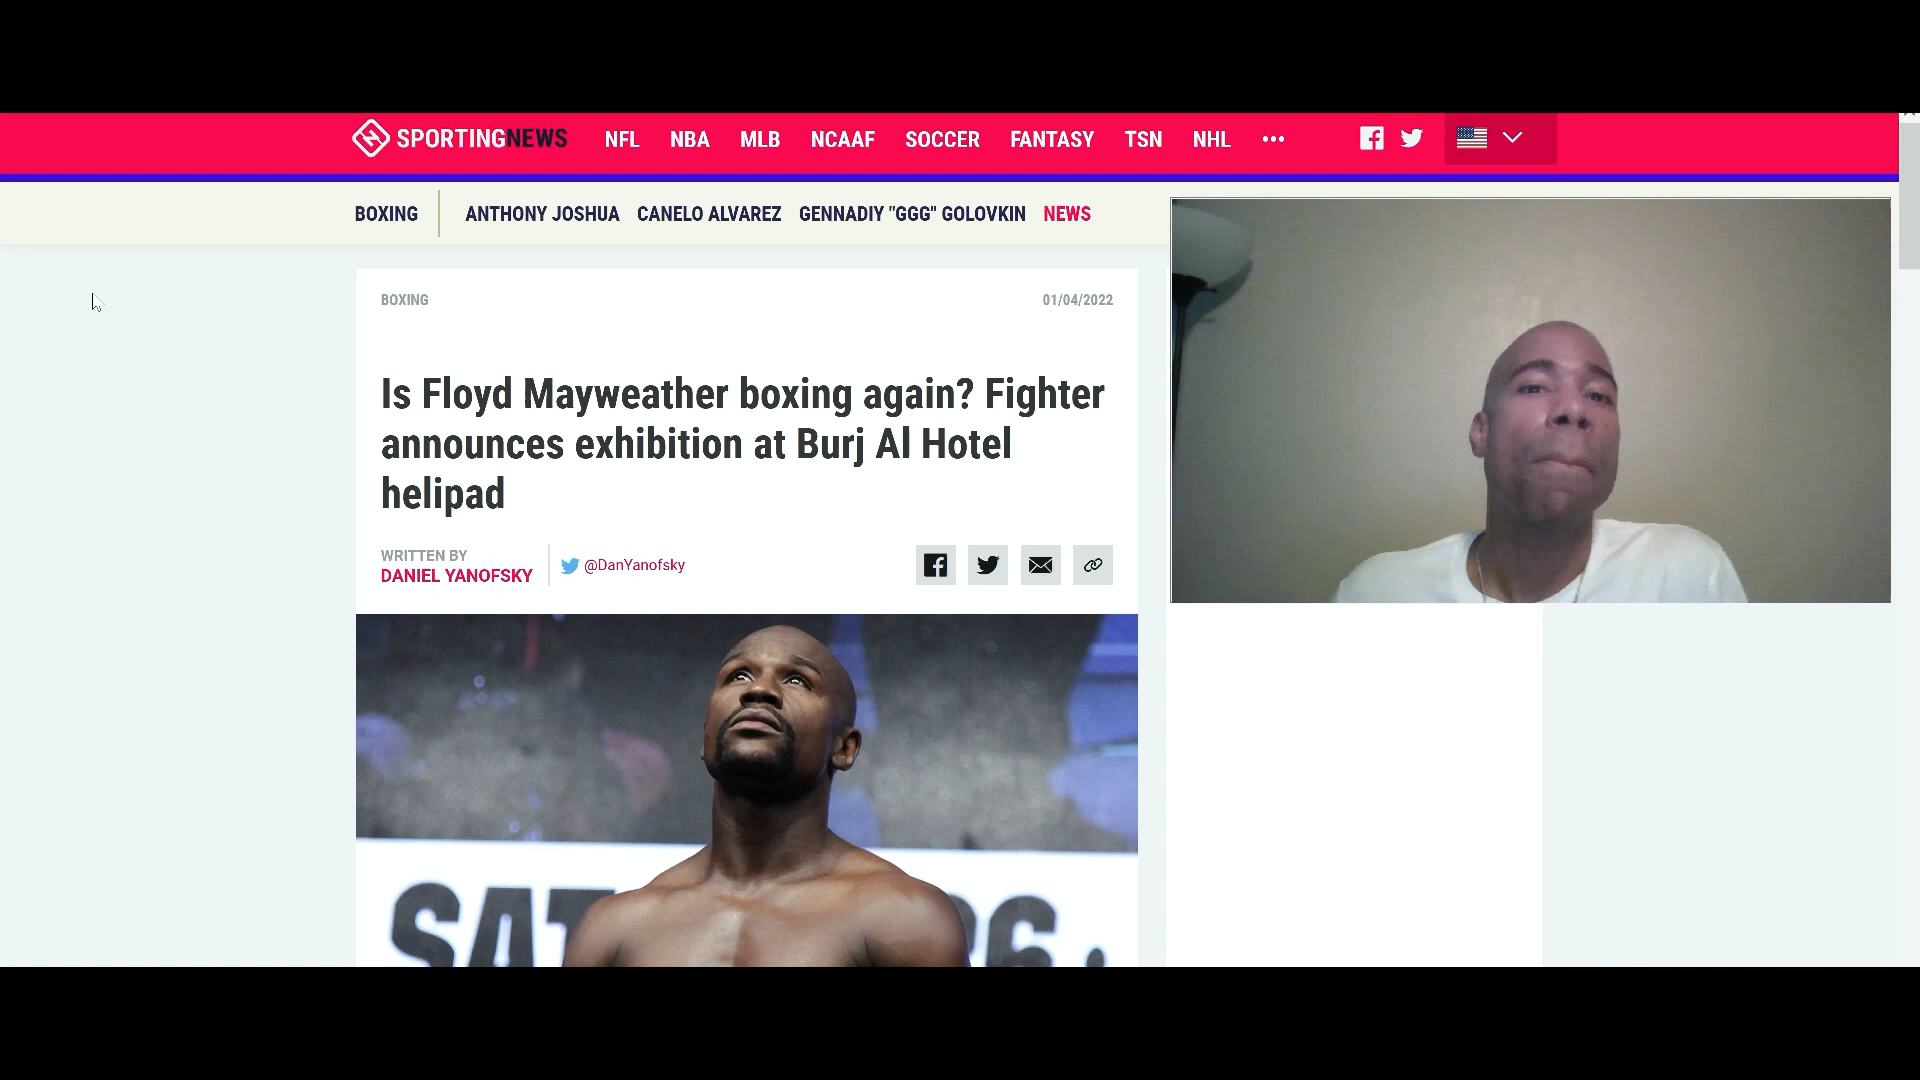 SPORTINGNEWS NFL NBA MLB NCAAF SOCCER FANTASY TSN NHL •••
BOXING ANTHONY JOSHUA CANELO ALVAREZ GENNADIY "GGG" GOLOVKIN NEWS
BOXING 01/04/2022
Is Floyd Mayweather boxing again? Fighter
announces exhibition at Burj Al Hotel
helipad
WRITTEN BY
DANIEL YANOFSKY @DanYanofsky
SAT 26